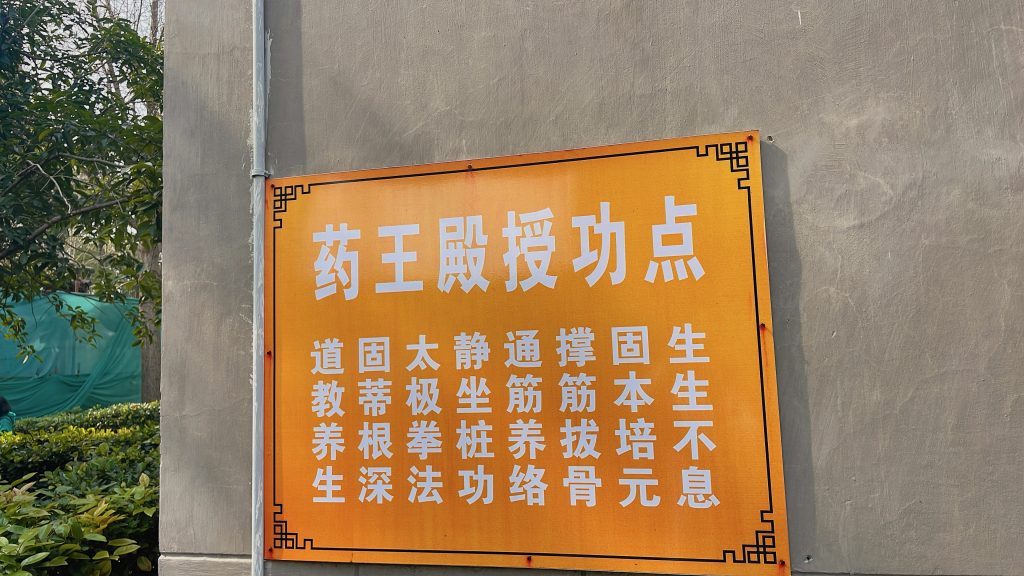 药王殿授功点
道教养生
固蒂根深
太极拳法
静坐桩功
通筋养络
撑筋拔骨
固本培元
生生不息